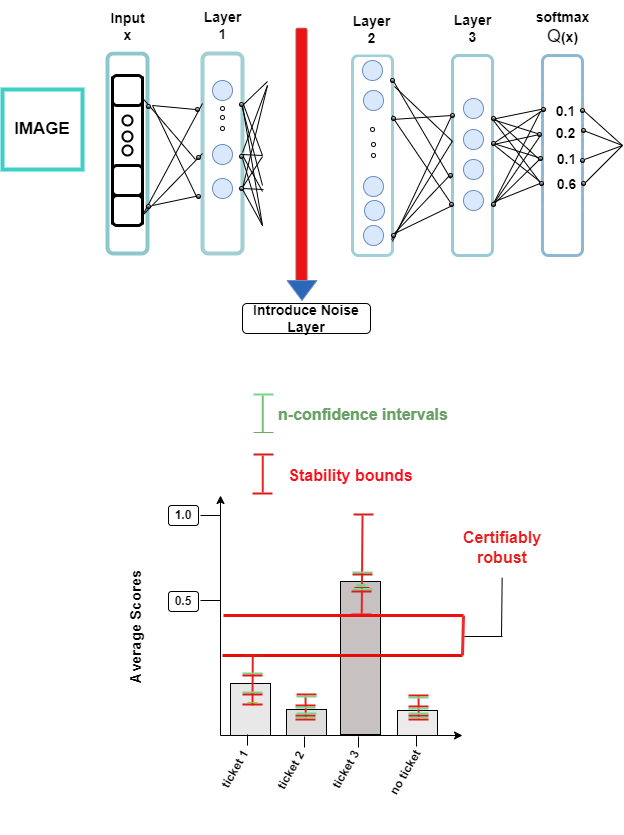 Input
x
Layer
1
Layer
2
Layer
3
softmax
Q(x)
IMAGE
0.1
0.2
0.1
0.6
Introduce Noise
Layer
n-confidence intervals
Stability bounds
1.0
Certifiably
robust
0.5
Average Scores
ticket 1
ticket 2
ticket 3
no ticket